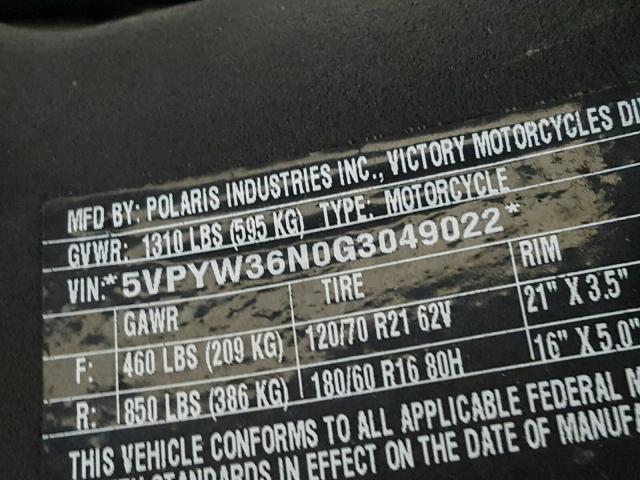 MFD BY: POLARIS INDUSTRIES INC., VICTORY MOTORCYCLES DI
GVWR: 1310 LBS (595 KG) TYPE: MOTORCYCLE
VIN:*5VPYW36N0G3049022*
GAWR TIRE RIM
F: 460 LBS (209 KG) 120/70 R21 62V 21" X 3.5"
R: 850 LBS (386 KG) 180/60 R16 80H 16" X 5.0"
THIS VEHICLE CONFORMS TO ALL APPLICABLE FEDERAL M
STANDARDS IN EFFECT ON THE DATE OF MANUFA